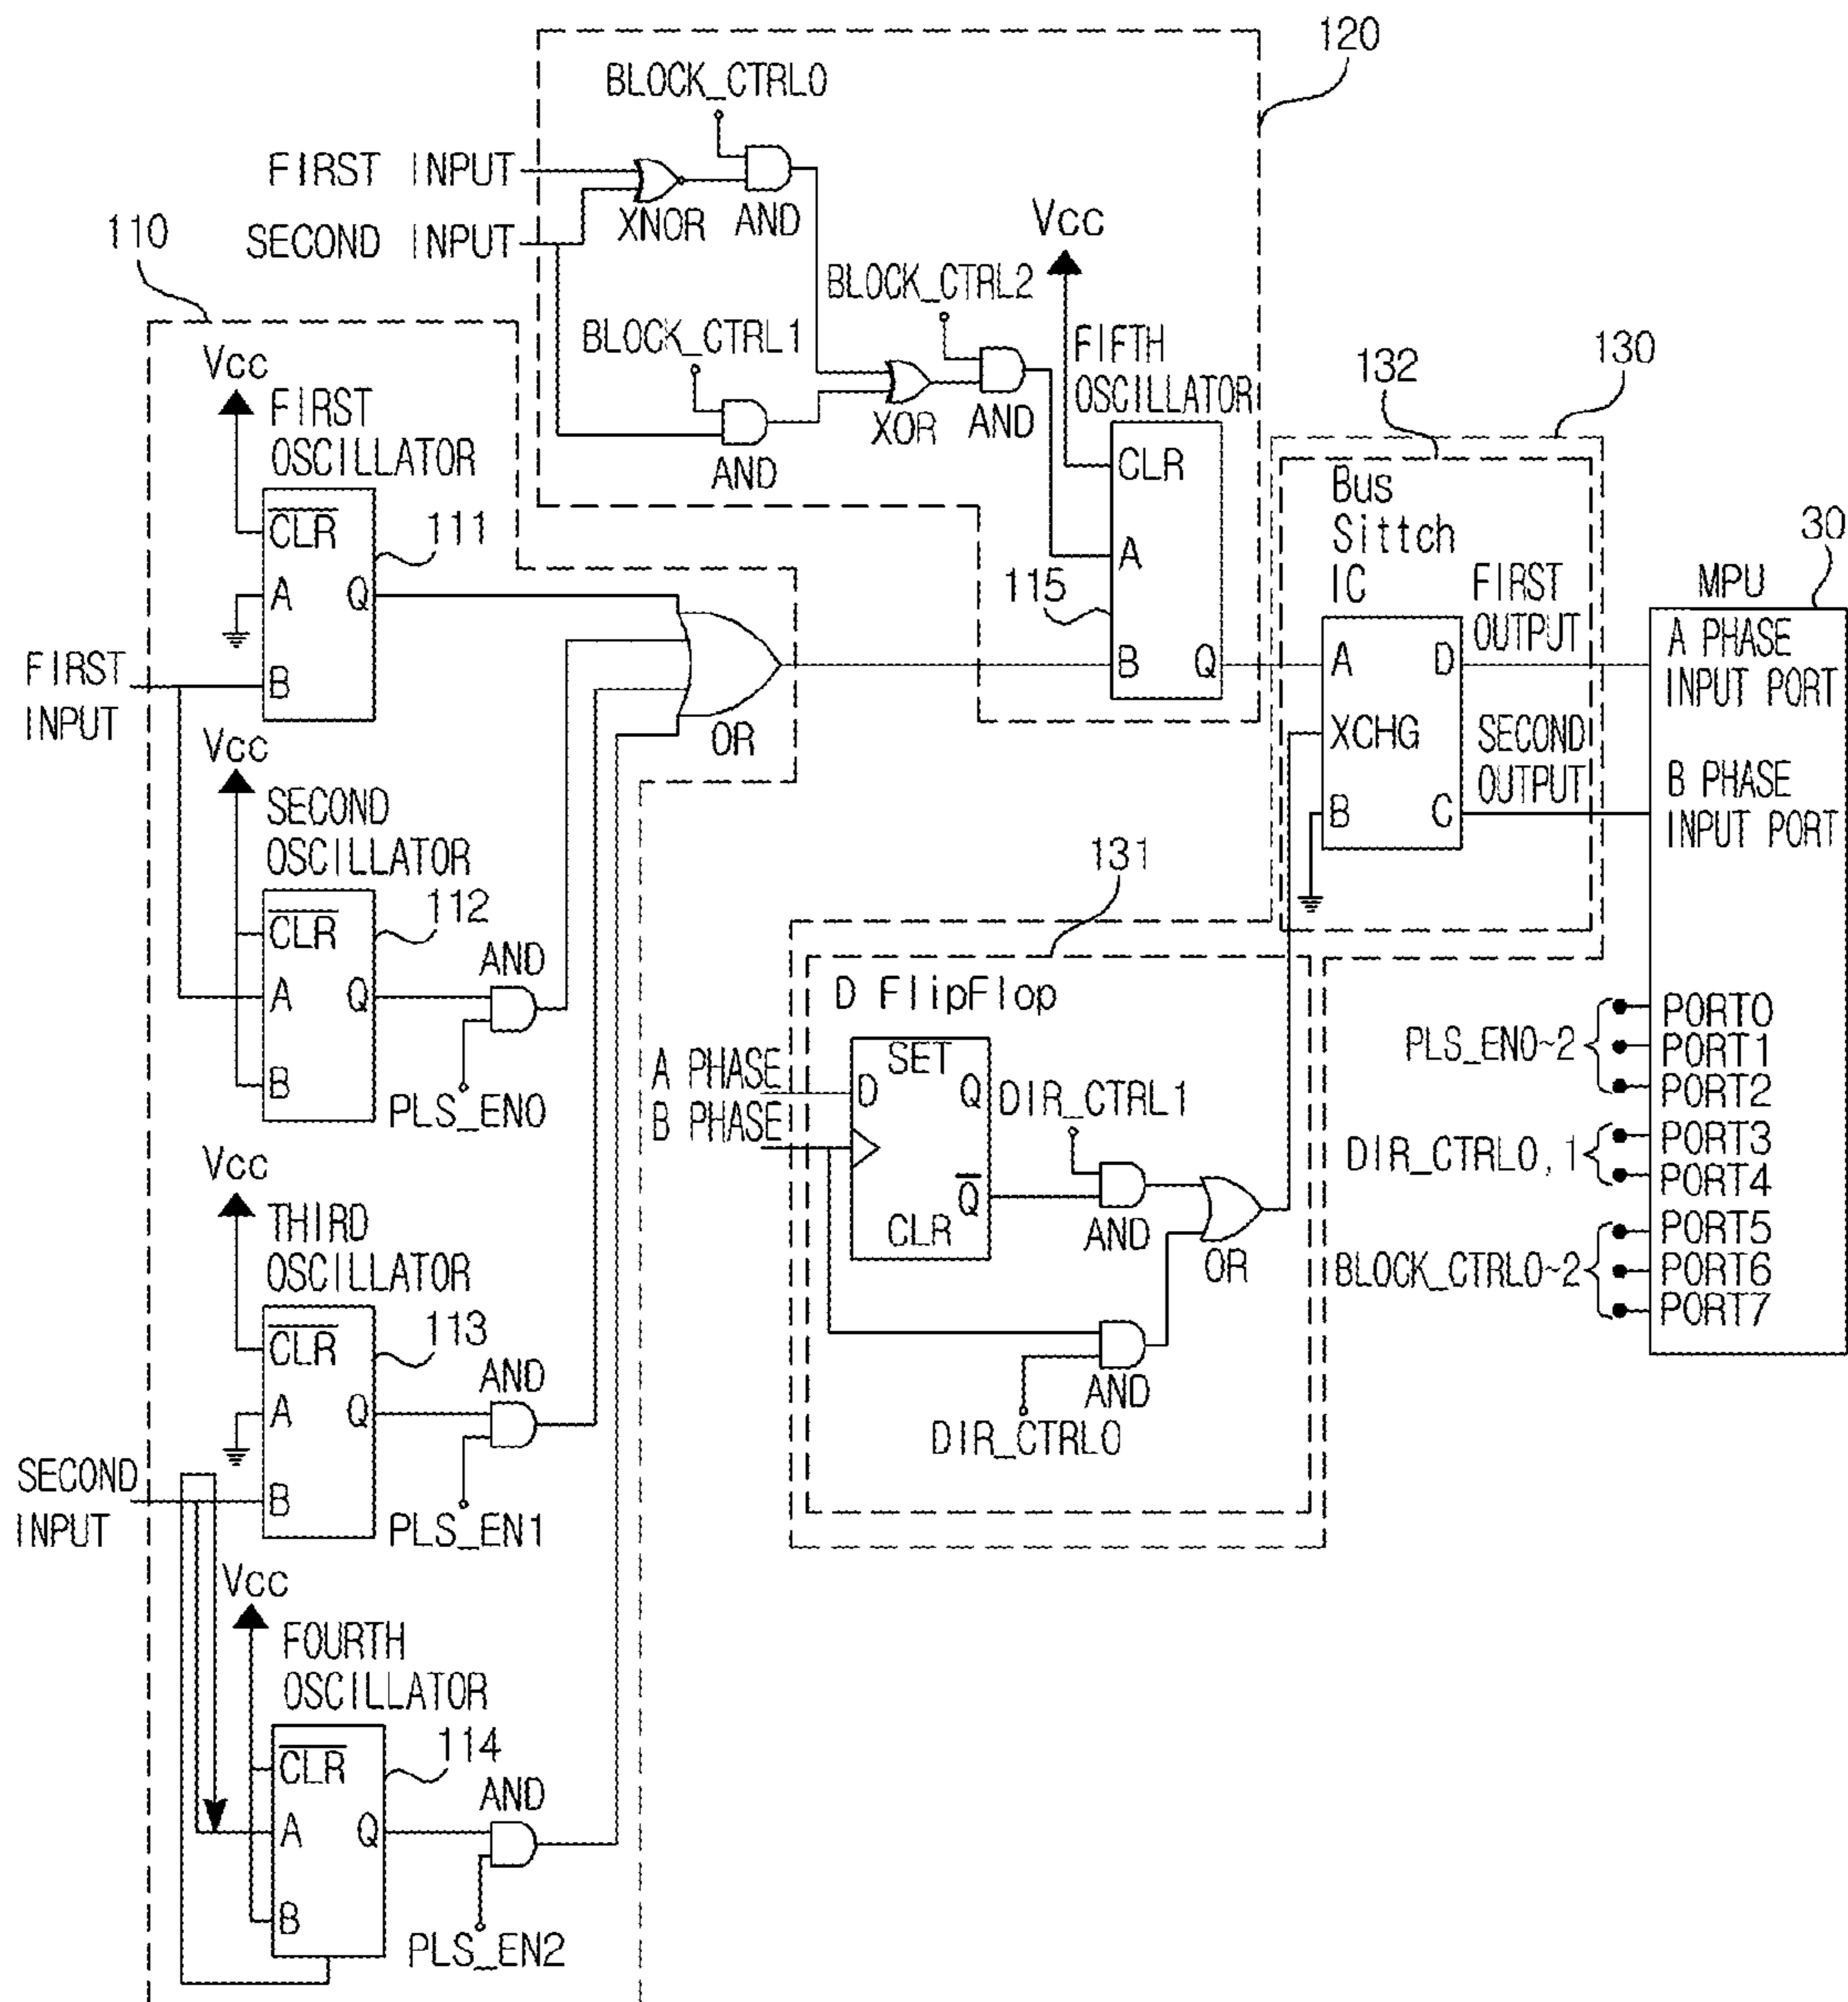 120
BLOCK_CTRL0
FIRST INPUT
SECOND INPUT
XNOR
AND
Vcc
BLOCK_CTRL2
BLOCK_CTRL1
AND
XOR
AND
FIFTH
OSCILLATOR
CLR
A
B
Q
115
110
Vcc
FIRST
OSCILLATOR
CLR
A
Q
B
111
FIRST
INPUT
OR
Vcc
SECOND
OSCILLATOR
CLR
A
Q
B
112
AND
PLS_EN0
Vcc
THIRD
OSCILLATOR
CLR
A
Q
B
113
AND
PLS_EN1
SECOND
INPUT
Vcc
FOURTH
OSCILLATOR
CLR
A
Q
B
114
AND
PLS_EN2
130
132
Bus
Sittch
IC
A
D
XCHG
B
C
FIRST
OUTPUT
SECOND
OUTPUT
30
MPU
A PHASE
INPUT PORT
B PHASE
INPUT PORT
PLS_EN0~2
PORT0
PORT1
PORT2
DIR_CTRL0, 1
PORT3
PORT4
BLOCK_CTRL0~2
PORT5
PORT6
PORT7
131
D FlipFlop
A PHASE
B PHASE
SET
D
Q
Q
CLR
DIR_CTRL1
AND
OR
AND
DIR_CTRL0